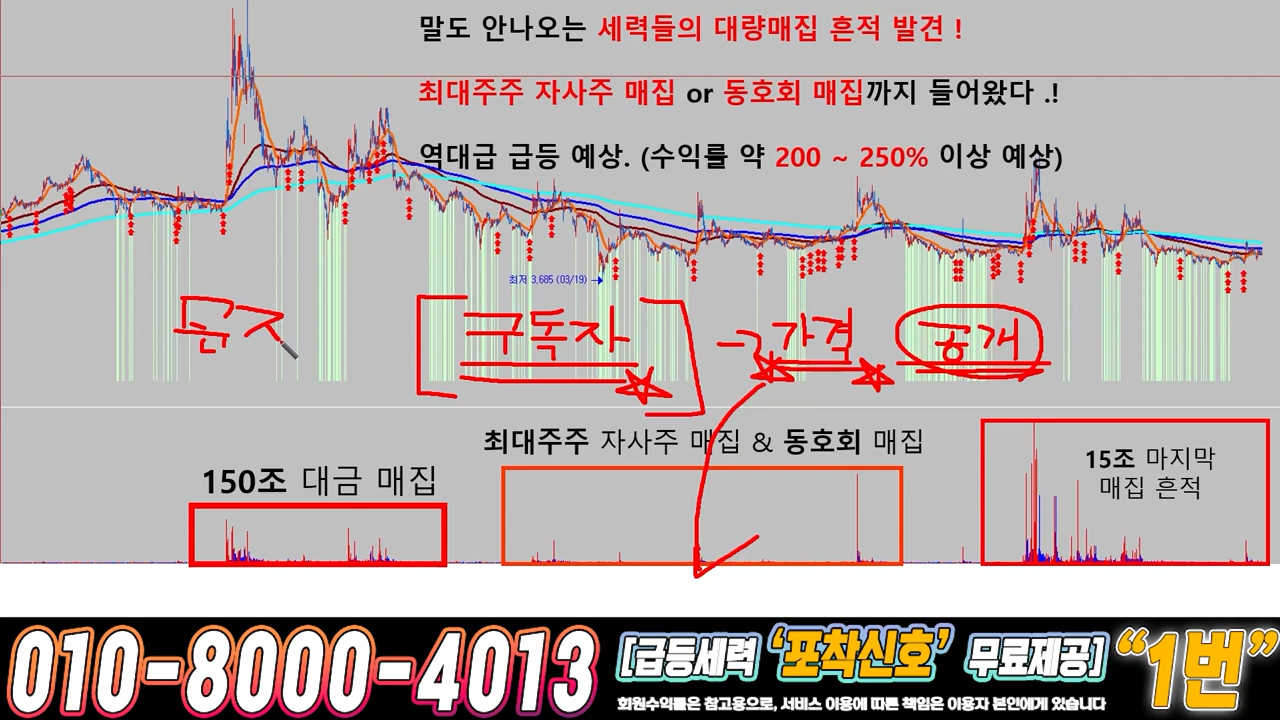 말도 안나오는 세력들의 대량매집 흔적 발견 !
최대주주 자사주 매집 or 동호회 매집까지 들어왔다 .!
역대급 급등 예상. (수익률 약 200 ~ 250% 이상 예상)
최저 3,685 (03/19)
구독자 가격 공개
최대주주 자사주 매집 & 동호회 매집
150조 대금 매집
15조 마지막
매집 흔적
010-8000-4013
[급등세력 '포착신호' 무료제공] "1번"
회원수익률은 참고용으로, 서비스 이용에 따른 책임은 이용자 본인에게 있습니다